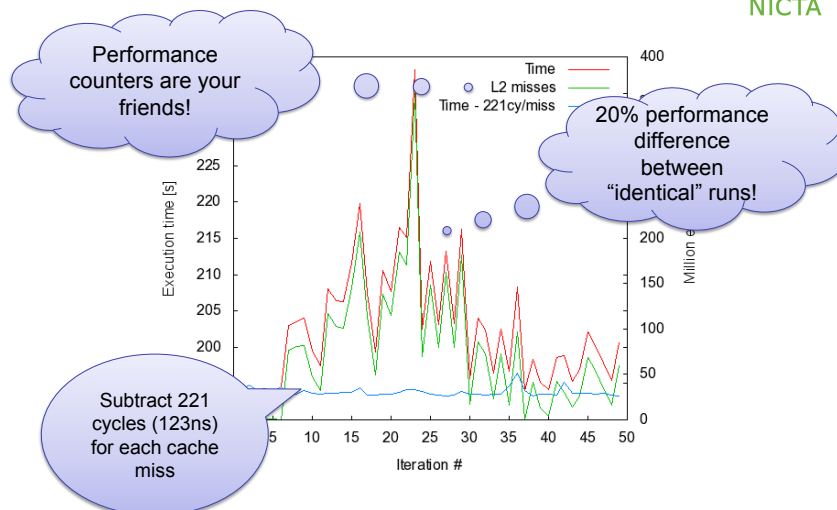 NICTA
Performance
counters are your
friends!
Time
L2 misses
Time - 221cy/miss
20% performance
difference
between
“identical” runs!
400
225
220
215
210
205
200
Execution time [s]
200
150
100
50
0
Million
Subtract 221
cycles (123ns)
for each cache
miss
5
10
15
20
25
30
35
40
45
50
Iteration #